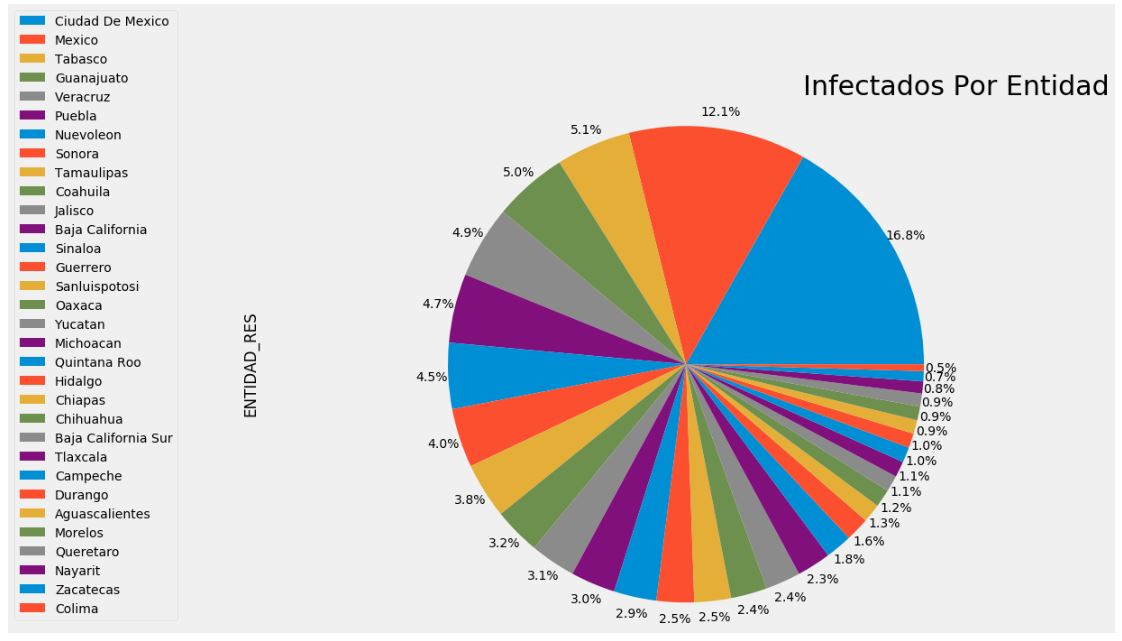 Ciudad De Mexico
Mexico
Tabasco
Guanajuato
Veracruz
Puebla
Nuevoleon
Sonora
Tamaulipas
Coahuila
Jalisco
Baja California
Sinaloa
Guerrero
Sanluispotosi
Oaxaca
Yucatan
Michoacan
Quintana Roo
Hidalgo
Chiapas
Chihuahua
Baja California Sur
Tlaxcala
Campeche
Durango
Aguascalientes
Morelos
Queretaro
Nayarit
Zacatecas
Colima
Infectados Por Entidad
ENTIDAD_RES
16.8%
12.1%
5.1%
5.0%
4.9%
4.7%
4.5%
4.0%
3.8%
3.2%
3.1%
3.0%
2.9%
2.5%
2.5%
2.4%
2.4%
2.3%
1.8%
1.6%
1.3%
1.2%
1.1%
1.1%
1.0%
1.0%
0.9%
0.9%
0.9%
0.8%
0.7%
0.5%